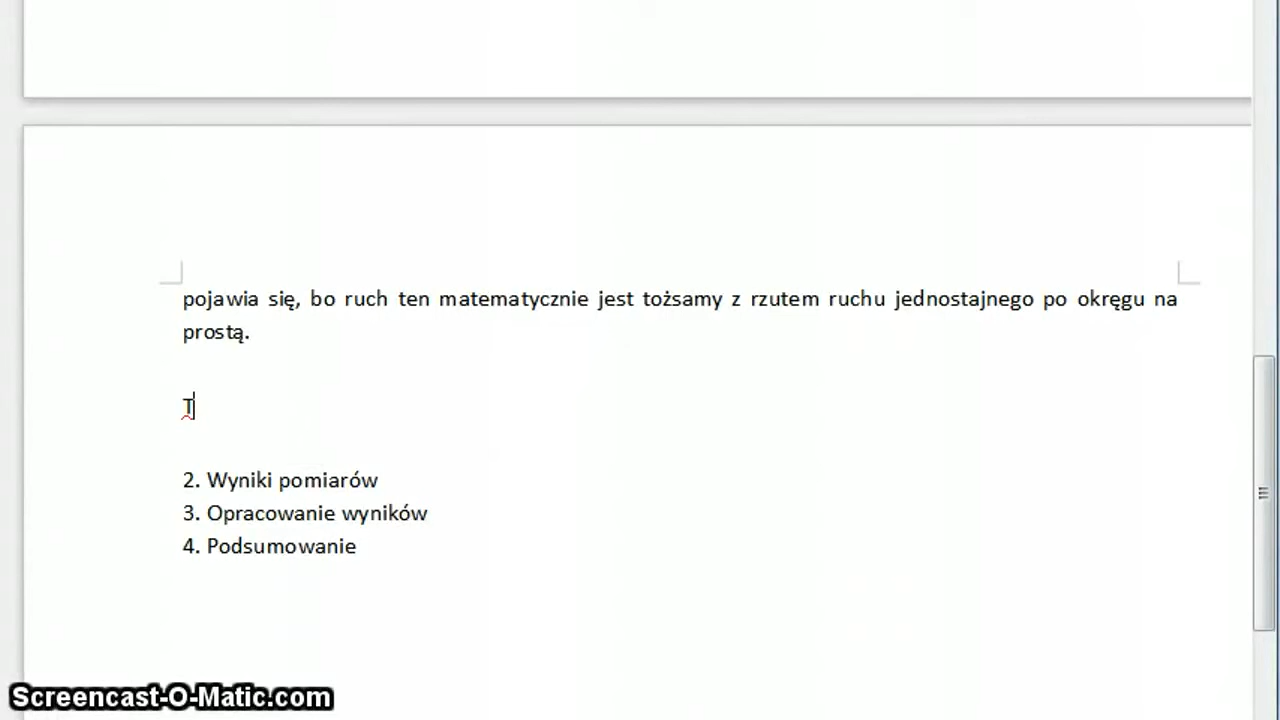 pojawia się, bo ruch ten matematycznie jest tożsamy z rzutem ruchu jednostajnego po okręgu na
prostą.
T
2. Wyniki pomiarów
3. Opracowanie wyników
4. Podsumowanie
Screencast-O-Matic.com